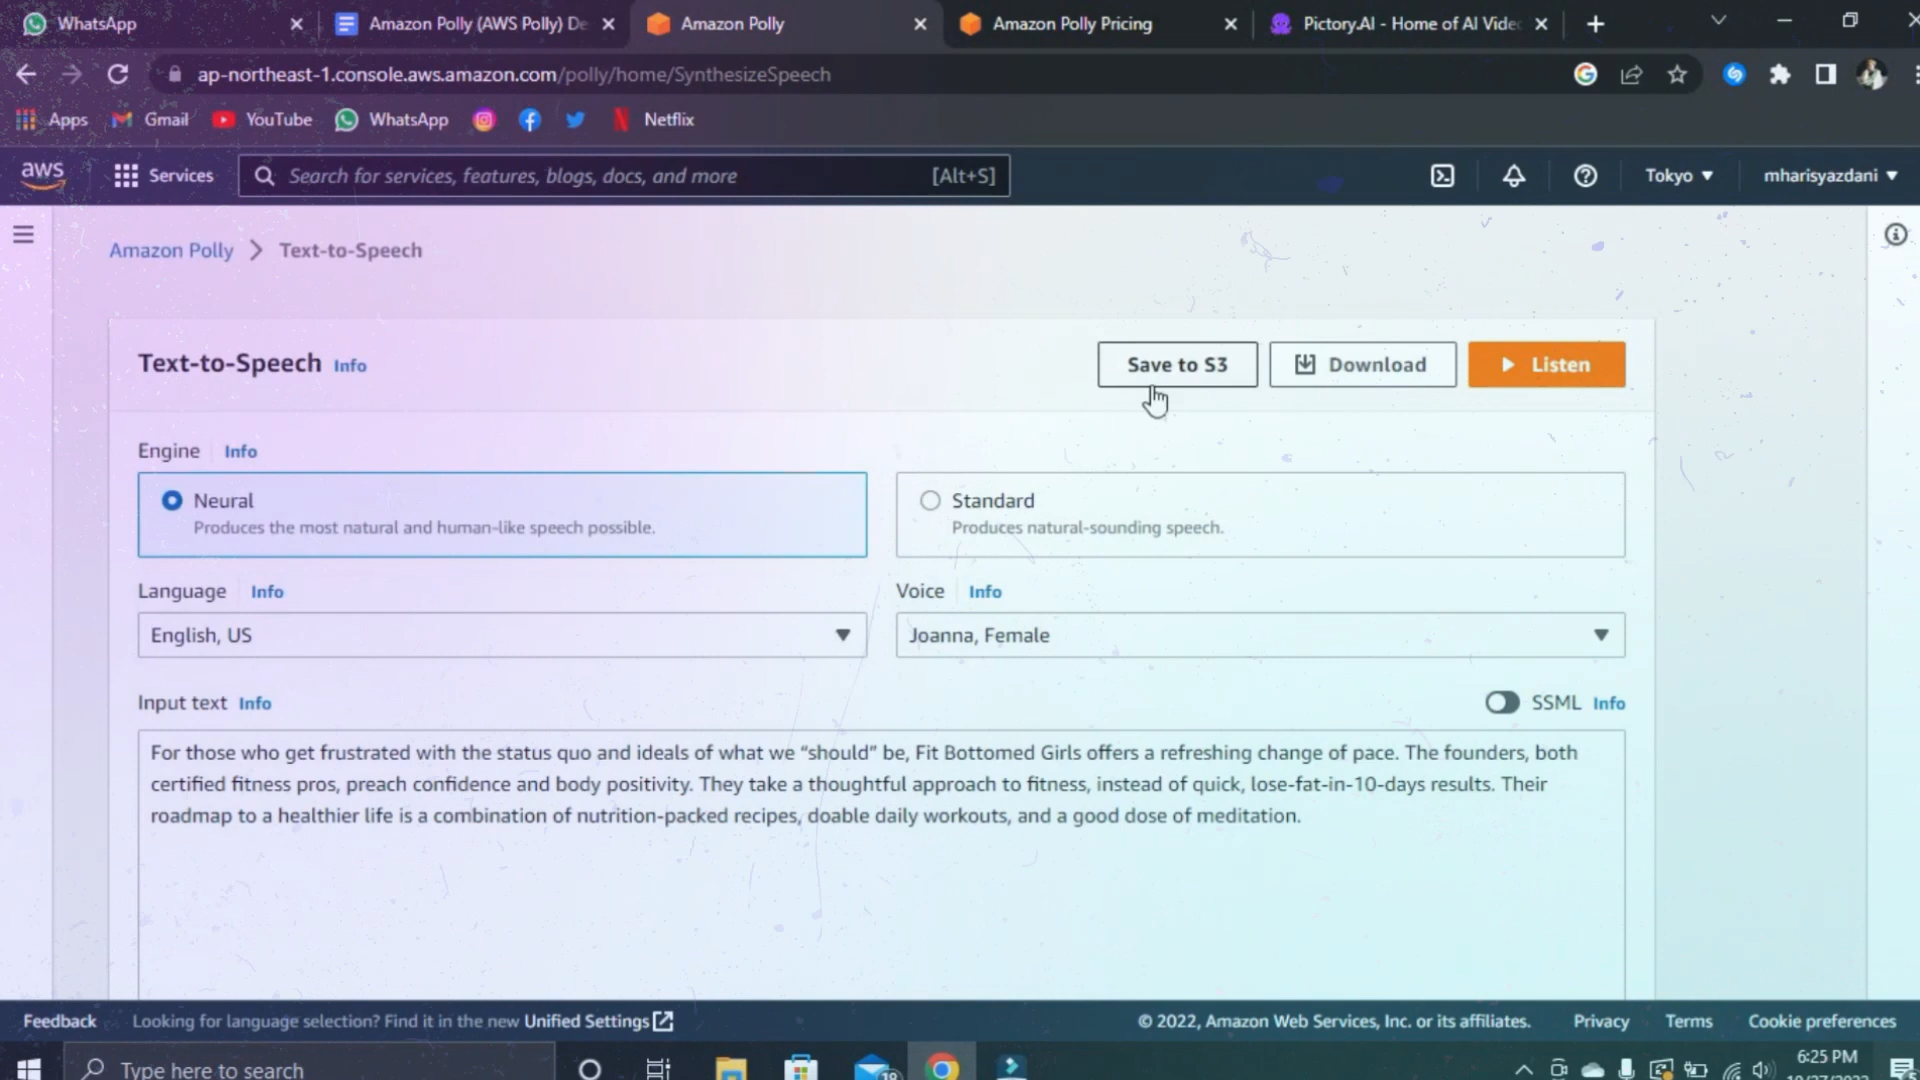 WhatsApp
Amazon Polly (AWS Polly) De
Amazon Polly
Amazon Polly Pricing
Pictory.AI - Home of AI Vide
ap-northeast-1.console.aws.amazon.com/polly/home/SynthesizeSpeech
Apps Gmail YouTube WhatsApp Netflix
aws Services Search for services, features, blogs, docs, and more [Alt+S] Tokyo mharisyazdani
Amazon Polly > Text-to-Speech
Text-to-Speech Info Save to S3 Download Listen
Engine Info
Neural
Produces the most natural and human-like speech possible.
Standard
Produces natural-sounding speech.
Language Info
English, US
Voice Info
Joanna, Female
Input text Info SSML Info
For those who get frustrated with the status quo and ideals of what we “should” be, Fit Bottomed Girls offers a refreshing change of pace. The founders, both
certified fitness pros, preach confidence and body positivity. They take a thoughtful approach to fitness, instead of quick, lose-fat-in-10-days results. Their
roadmap to a healthier life is a combination of nutrition-packed recipes, doable daily workouts, and a good dose of meditation.
Feedback Looking for language selection? Find it in the new Unified Settings © 2022, Amazon Web Services, Inc. or its affiliates. Privacy Terms Cookie preferences
Type here to search
6:25 PM